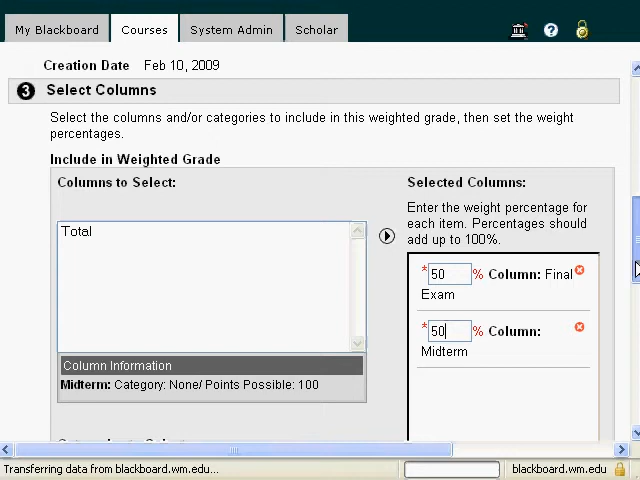 My Blackboard
Courses
System Admin
Scholar
Creation Date Feb 10, 2009
3 Select Columns
Select the columns and/or categories to include in this weighted grade, then set the weight
percentages.
Include in Weighted Grade
Columns to Select:
Total
Column Information
Midterm: Category: None/ Points Possible: 100
Selected Columns:
Enter the weight percentage for
each item. Percentages should
add up to 100%.
*50 % Column: Final
Exam
*50 % Column:
Midterm
Transferring data from blackboard.wm.edu...
blackboard.wm.edu